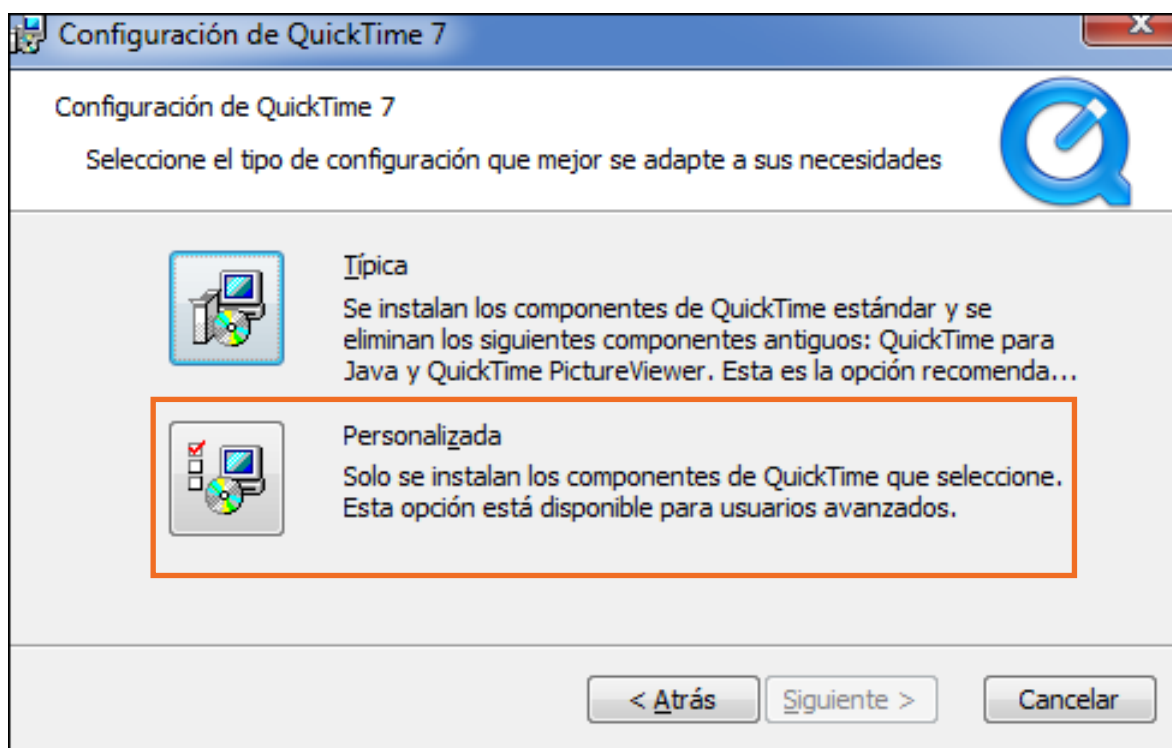 Configuración de QuickTime 7
Configuración de QuickTime 7
Seleccione el tipo de configuración que mejor se adapte a sus necesidades
Típica
Se instalan los componentes de QuickTime estándar y se
eliminan los siguientes componentes antiguos: QuickTime para
Java y QuickTime PictureViewer. Esta es la opción recomenda...
Personalizada
Solo se instalan los componentes de QuickTime que seleccione.
Esta opción está disponible para usuarios avanzados.
< Atrás
Siguiente >
Cancelar